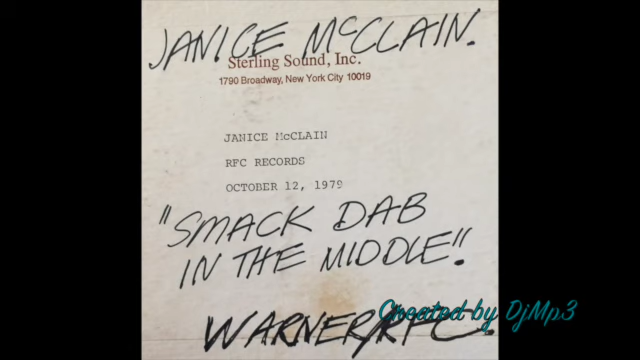 JANICE McCLAIN.
Sterling Sound, Inc.
1790 Broadway, New York City 10019
JANICE McCLAIN
RFC RECORDS
OCTOBER 12, 1979
"SMACK DAB
IN THE MIDDLE".
WARNER/RFC.
Created by DjMp3